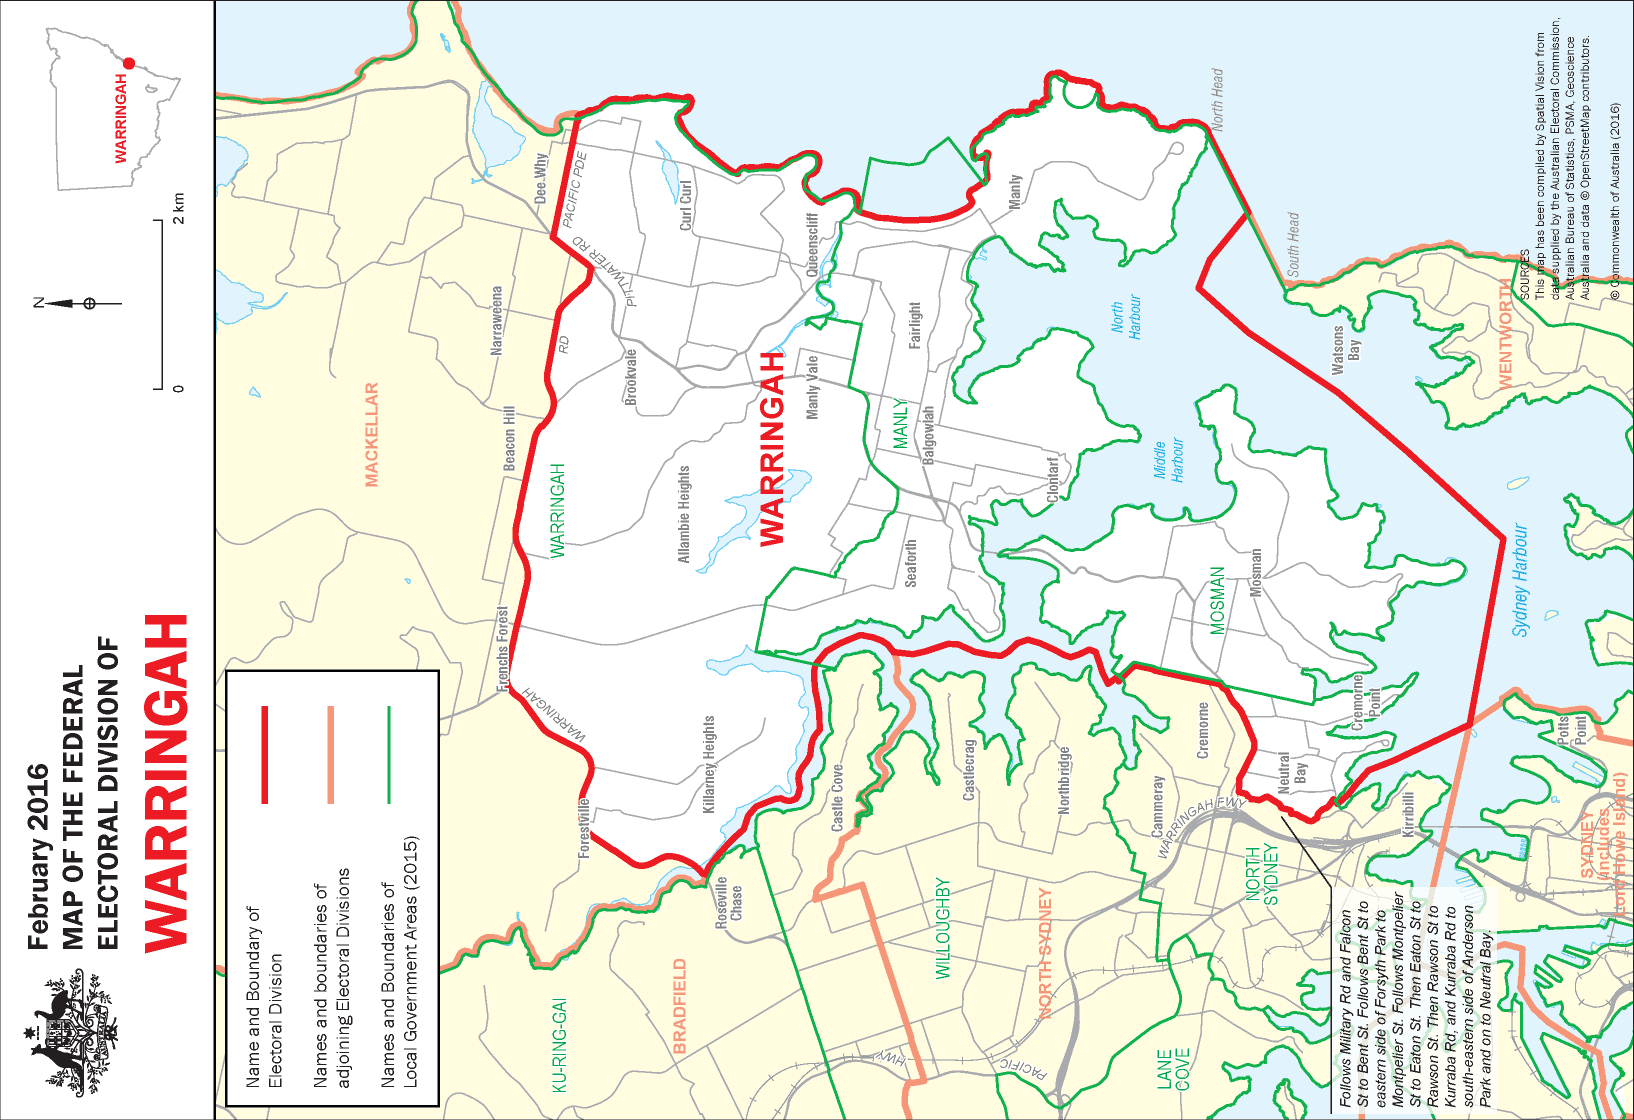 February 2016
MAP OF THE FEDERAL
ELECTORAL DIVISION OF
WARRINGAH
N
0
2 km
WARRINGAH
Name and Boundary of
Electoral Division
Names and boundaries of
adjoining Electoral Divisions
Names and Boundaries of
Local Government Areas (2015)
MACKELLAR
Dee Why
PACIFIC PDE
Narraweena
PITTWATER RD
RD
Beacon Hill
Brookvale
Curl Curl
WARRINGAH
Frenchs Forest
WARRINGAH
Allambie Heights
WARRINGAH
Queenscliff
Manly Vale
Forestville
Killarney Heights
MANLY
Fairlight
Balgowlah
Seaforth
Manly
Clontarf
North Head
South Head
North
Harbour
Middle
Harbour
Roseville
Chase
Castle Cove
Castlecrag
Northbridge
Cammeray
Cremorne
MOSMAN
Mosman
Cremorne
Point
Neutral
Bay
Kirribilli
WARRINGAH FWY
Watsons
Bay
WENTWORTH
Sydney Harbour
Potts
Point
SYDNEY
(includes
Lord Howe Island)
KU-RING-GAI
BRADFIELD
WILLOUGHBY
NORTH SYDNEY
NORTH
SYDNEY
LANE
COVE
PACIFIC
HWY
Follows Military Rd and Falcon
St to Bent St. Follows Bent St to
eastern side of Forsyth Park to
Montpelier St. Follows Montpelier
St to Eaton St. Then Eaton St to
Rawson St. Then Rawson St to
Kurraba Rd, and Kurraba Rd to
south-eastern side of Anderson
Park and on to Neutral Bay.
SOURCES
This map has been compiled by Spatial Vision from
data supplied by the Australian Electoral Commission,
Australian Bureau of Statistics, PSMA, Geoscience
Australia and data © OpenStreetMap contributors.
© Commonwealth of Australia (2016)